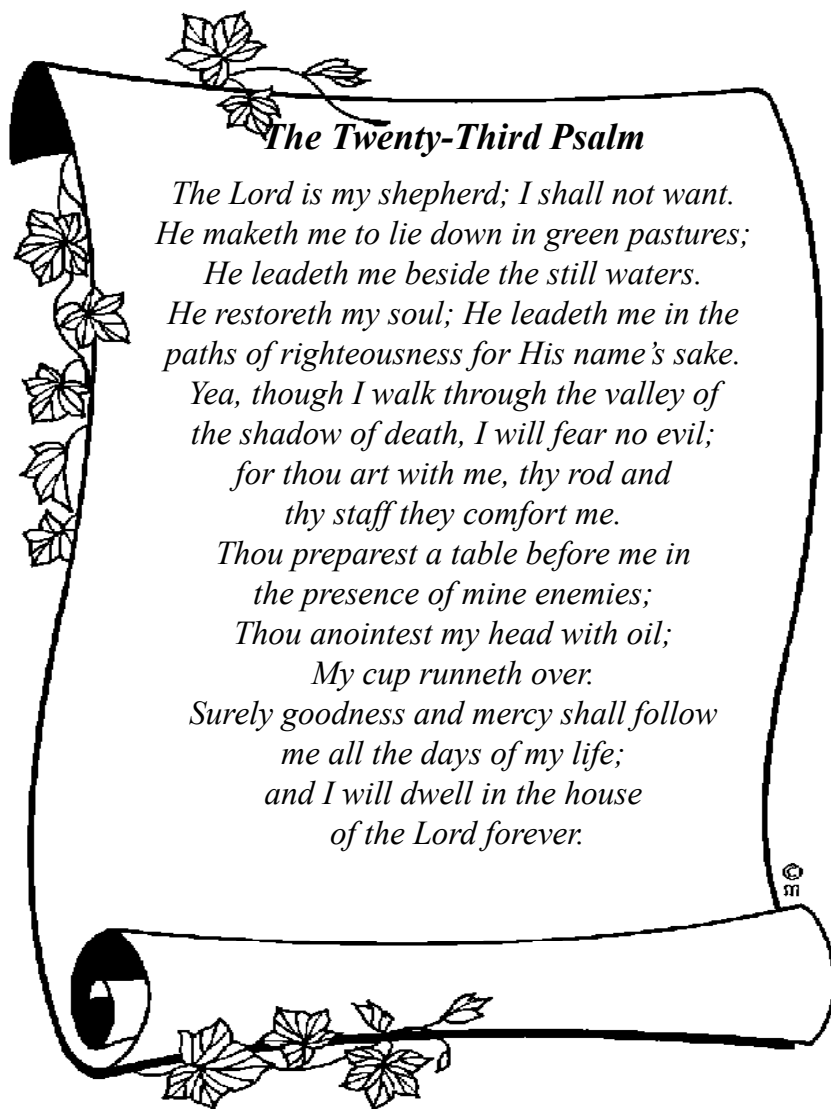 The Twenty-Third Psalm
The Lord is my shepherd; I shall not want.
He maketh me to lie down in green pastures;
He leadeth me beside the still waters.
He restoreth my soul; He leadeth me in the
paths of righteousness for His name's sake.
Yea, though I walk through the valley of
the shadow of death, I will fear no evil;
for thou art with me, thy rod and
thy staff they comfort me.
Thou preparest a table before me in
the presence of mine enemies;
Thou anointest my head with oil;
My cup runneth over.
Surely goodness and mercy shall follow
me all the days of my life;
and I will dwell in the house
of the Lord forever.
©
m